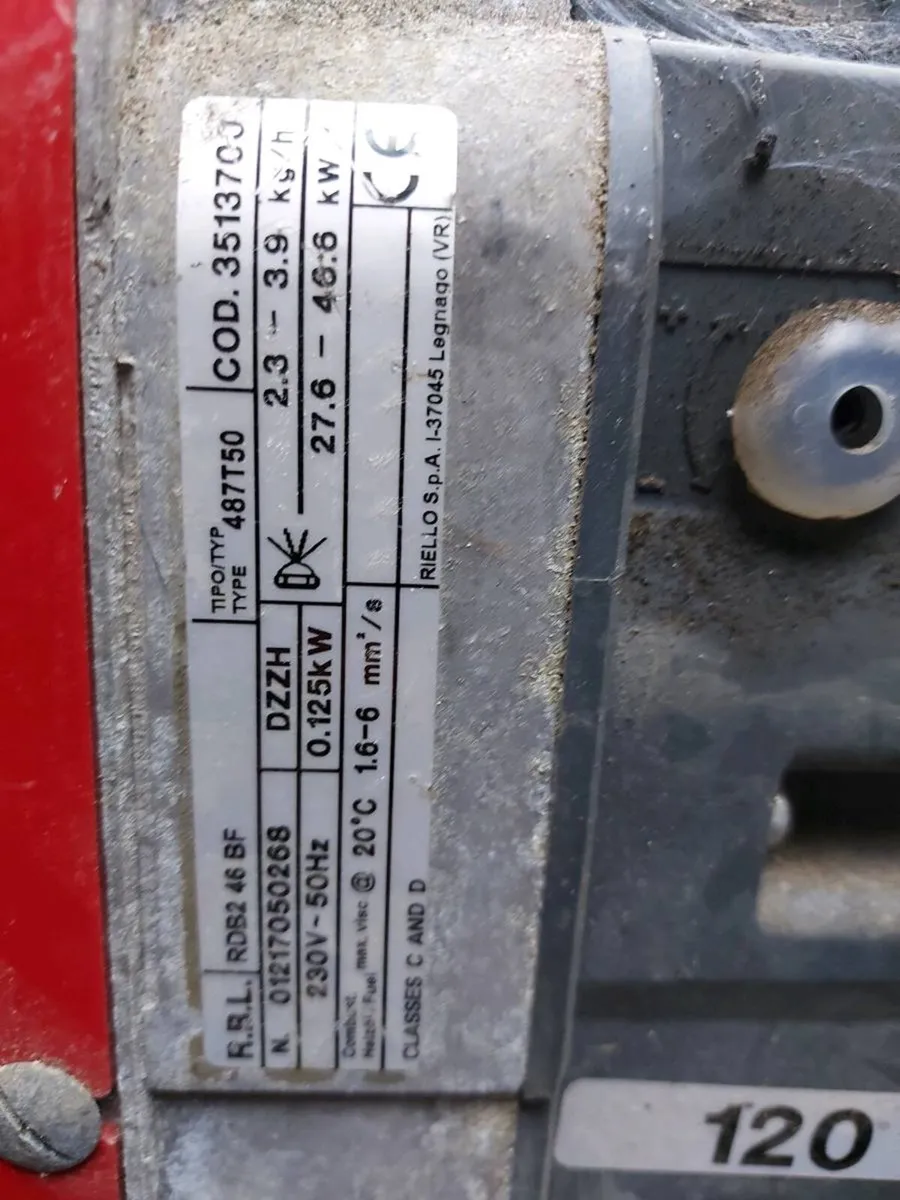 R.B.L. RDB2 46 BF TIPO/TYP TYPE 487T50 COD. 3513700
N. 01217050268 DZZH 2.3 - 3.9 kg/h
230V~50Hz 0.125kW 27.6 - 46.6 kW
Combust.
Heizöl/Fuel max. visc @ 20°C 1.6-6 mm²/s
CE
CLASSES C AND D RIELLO S.p.A. I-37045 Legnago (VR)
120